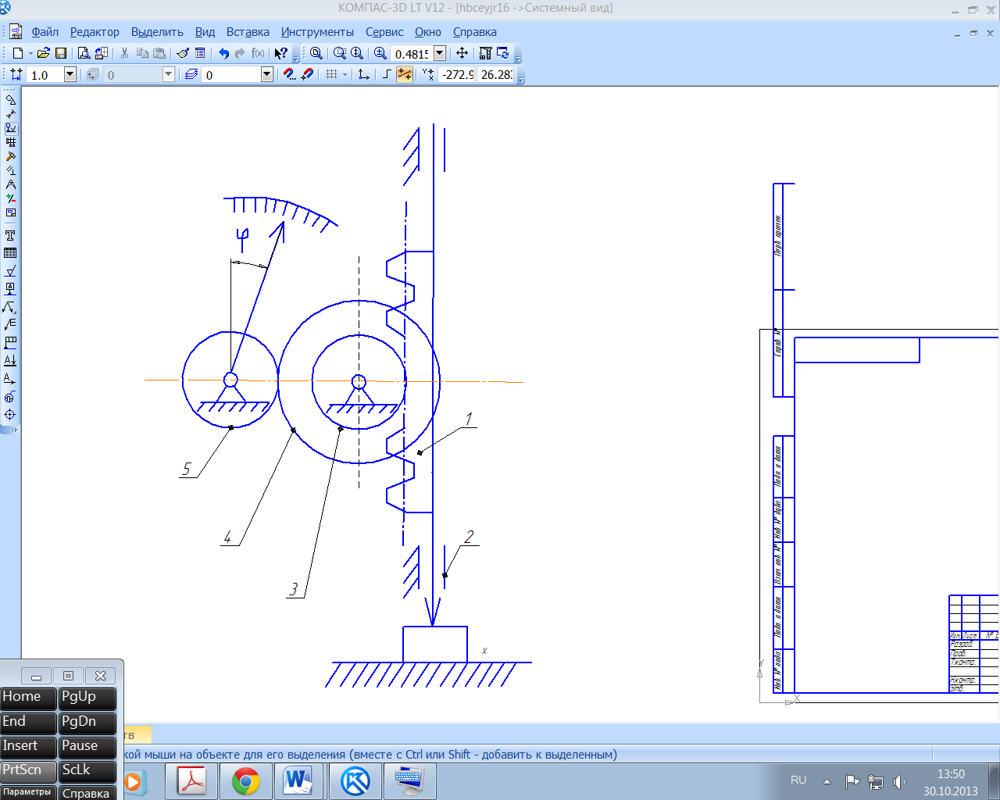 КОМПАС-3D LT V12 - [hbceyjr16 ->Системный вид]
Файл Редактор Выделить Вид Вставка Инструменты Сервис Окно Справка
0.4815
1.0 0 0 -272.9 26.28
φ
1
2
3
4
5
x
Перв. примен.
Справ. №
Подп. и дата
Инв. № дубл.
Взам. инв. №
Подп. и дата
Инв. № подл.
Изм. Лист № д
Разраб.
Пров.
Т.контр.
Н.контр.
Утв.
Y
X
тв
кой мыши на объекте для его выделения (вместе с Ctrl или Shift - добавить к выделенным)
Home PgUp
End PgDn
Insert Pause
PrtScn ScLk
Параметры Справка
RU
13:50
30.10.2013